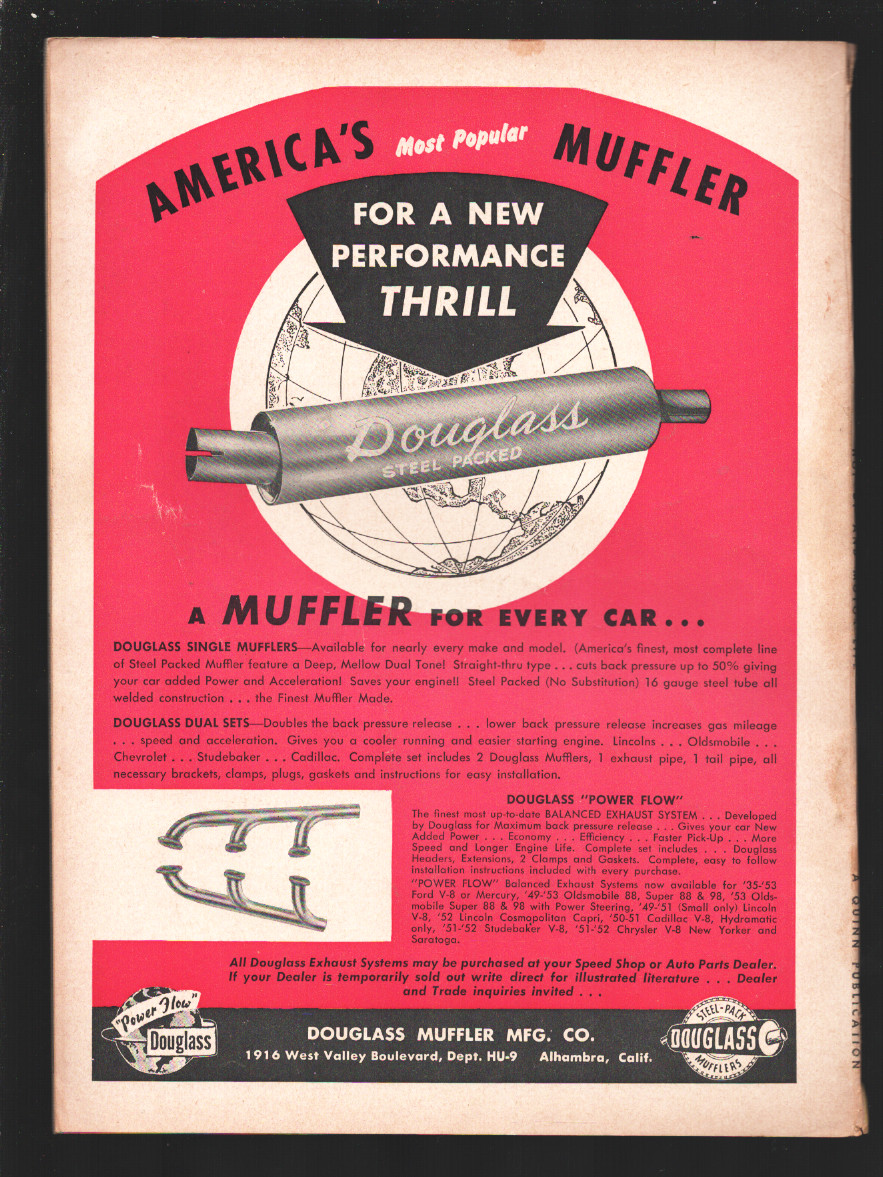 AMERICA'S Most Popular MUFFLER
FOR A NEW
PERFORMANCE
THRILL
Douglass
STEEL PACKED
A MUFFLER FOR EVERY CAR...
DOUGLASS SINGLE MUFFLERS—Available for nearly every make and model. (America's finest, most complete line
of Steel Packed Muffler feature a Deep, Mellow Dual Tone! Straight-thru type . . . cuts back pressure up to 50% giving
your car added Power and Acceleration! Saves your engine!! Steel Packed (No Substitution) 16 gauge steel tube all
welded construction . . . the Finest Muffler Made.
DOUGLASS DUAL SETS—Doubles the back pressure release . . . lower back pressure release increases gas mileage
. . . speed and acceleration. Gives you a cooler running and easier starting engine. Lincolns . . . Oldsmobile . . .
Chevrolet . . . Studebaker . . . Cadillac. Complete set includes 2 Douglass Mufflers, 1 exhaust pipe, 1 tail pipe, all
necessary brackets, clamps, plugs, gaskets and instructions for easy installation.
DOUGLASS "POWER FLOW"
The finest most up-to-date BALANCED EXHAUST SYSTEM . . . Developed
by Douglass for Maximum back pressure release . . . Gives your car New
Added Power . . . Economy . . . Efficiency . . . Faster Pick-Up . . . More
Speed and Longer Engine Life. Complete set includes . . . Douglass
Headers, Extensions, 2 Clamps and Gaskets. Complete, easy to follow
installation instructions included with every purchase.
"POWER FLOW" Balanced Exhaust Systems now available for '35-'53
Ford V-8 or Mercury, '49-'53 Oldsmobile 88, Super 88 & 98, '53 Olds-
mobile Super 88 & 98 with Power Steering, '49-'51 (Small only) Lincoln
V-8, '52 Lincoln Cosmopolitan Capri, '50-51 Cadillac V-8, Hydramatic
only, '51-'52 Studebaker V-8, '51-'52 Chrysler V-8 New Yorker and
Saratoga.
All Douglass Exhaust Systems may be purchased at your Speed Shop or Auto Parts Dealer.
If your Dealer is temporarily sold out write direct for illustrated literature . . . Dealer
and Trade inquiries invited . . .
"Power Flow"
Douglass
DOUGLASS MUFFLER MFG. CO.
1916 West Valley Boulevard, Dept. HU-9 Alhambra, Calif.
STEEL-PACK
DOUGLASS
MUFFLERS
A QUINN PUBLICATION